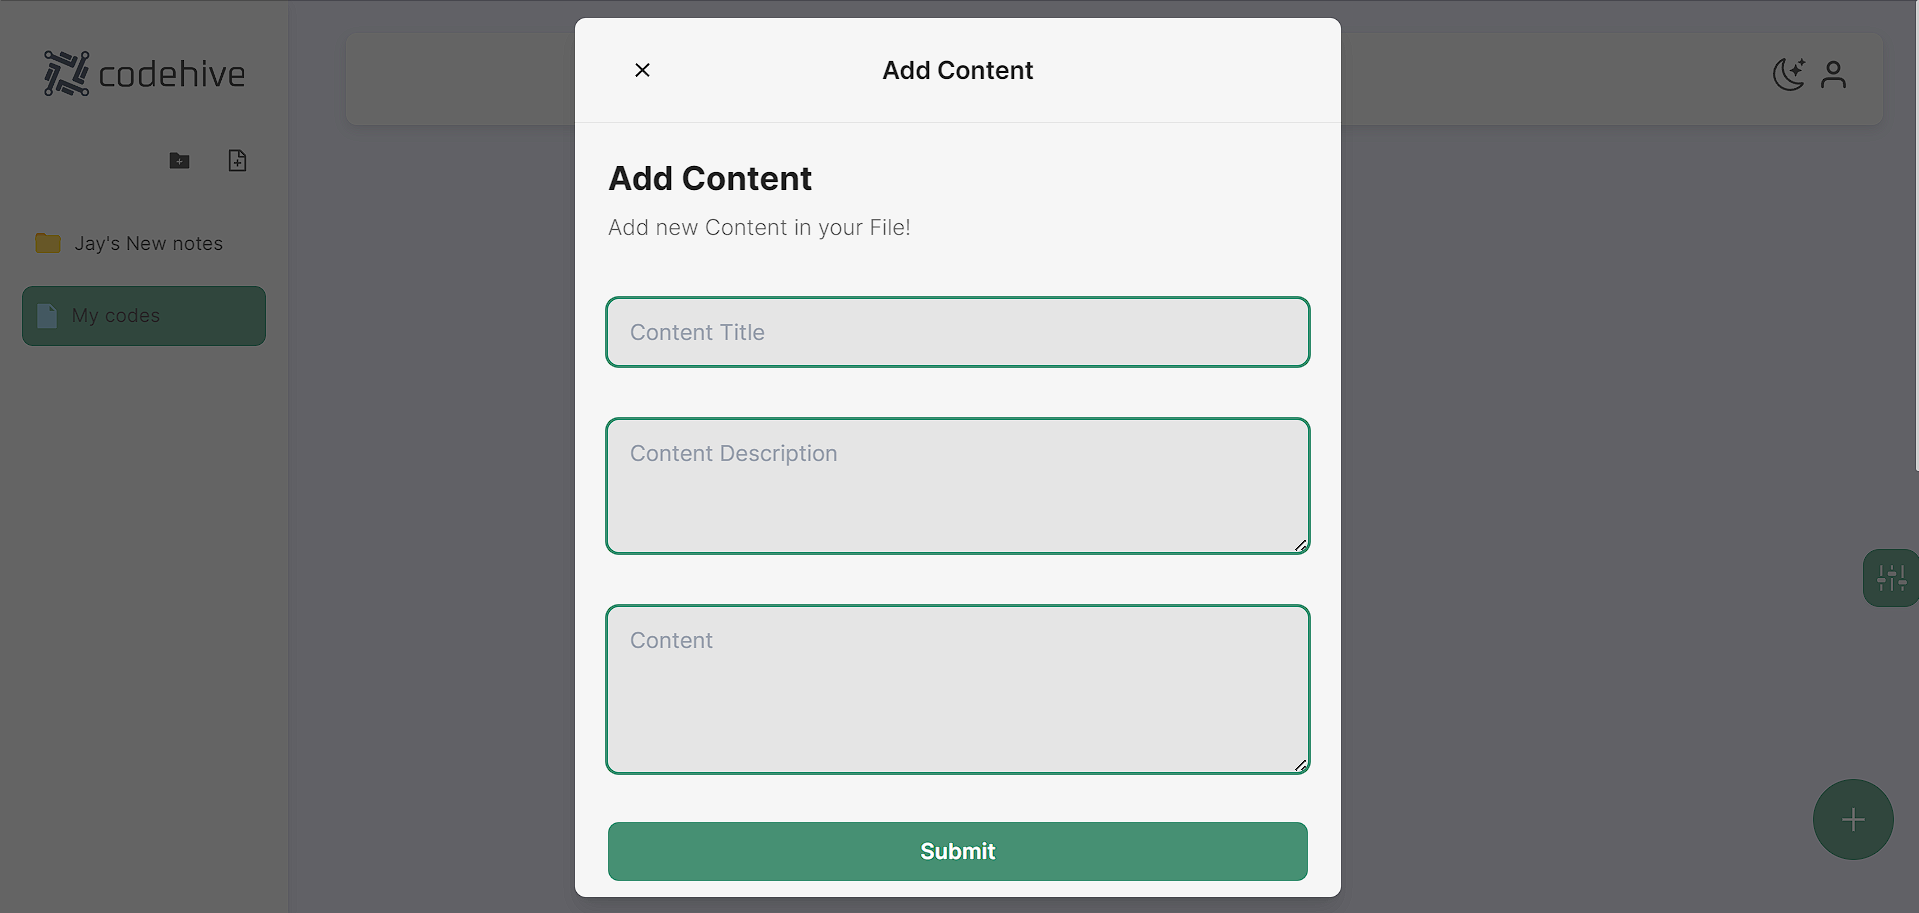 codehive
Jay's New notes
My codes
Add Content
Add Content
Add new Content in your File!
Content Title
Content Description
Content
Submit